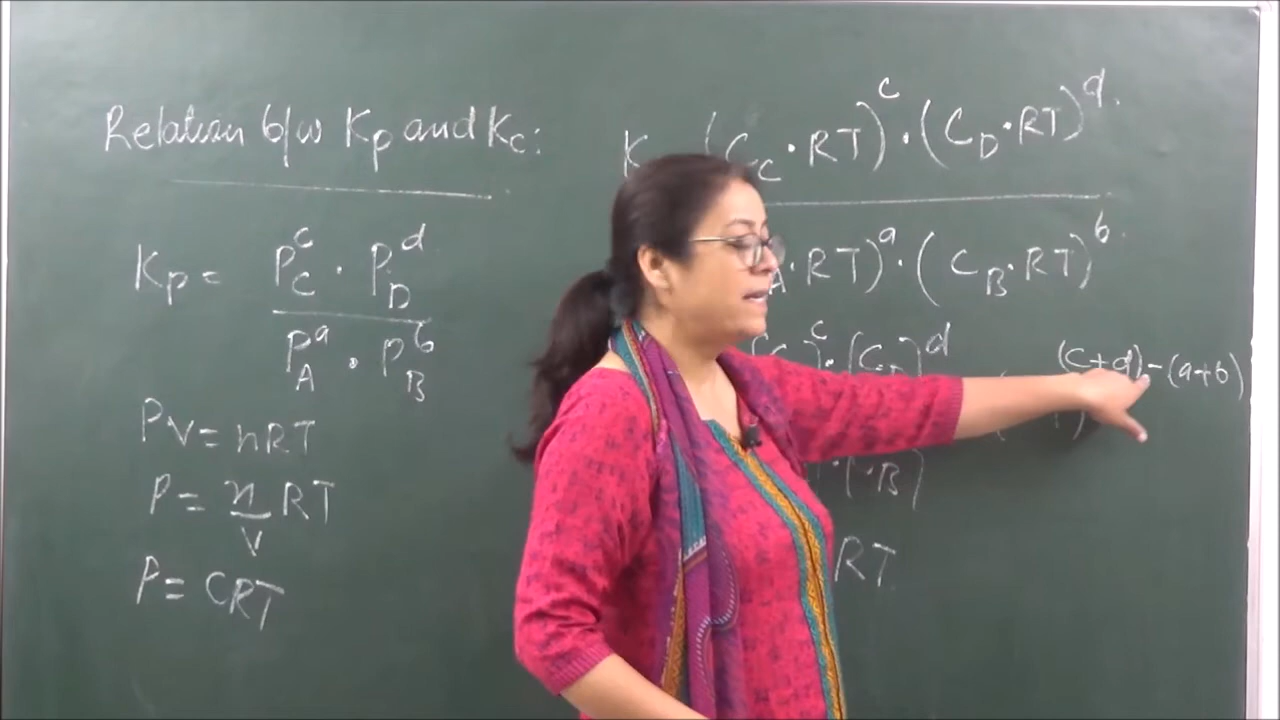 Relation b/w Kp and Kc:
Kp = P_C^c · P_D^d
P_A^a · P_B^b
PV = nRT
P = n/V RT
P = CRT
K (C_C · RT)^c · (C_D · RT)^d.
A · RT)^a · (C_B · RT)^b.
)^c · (C )^d
(c+d) - (a+b)
B)
RT